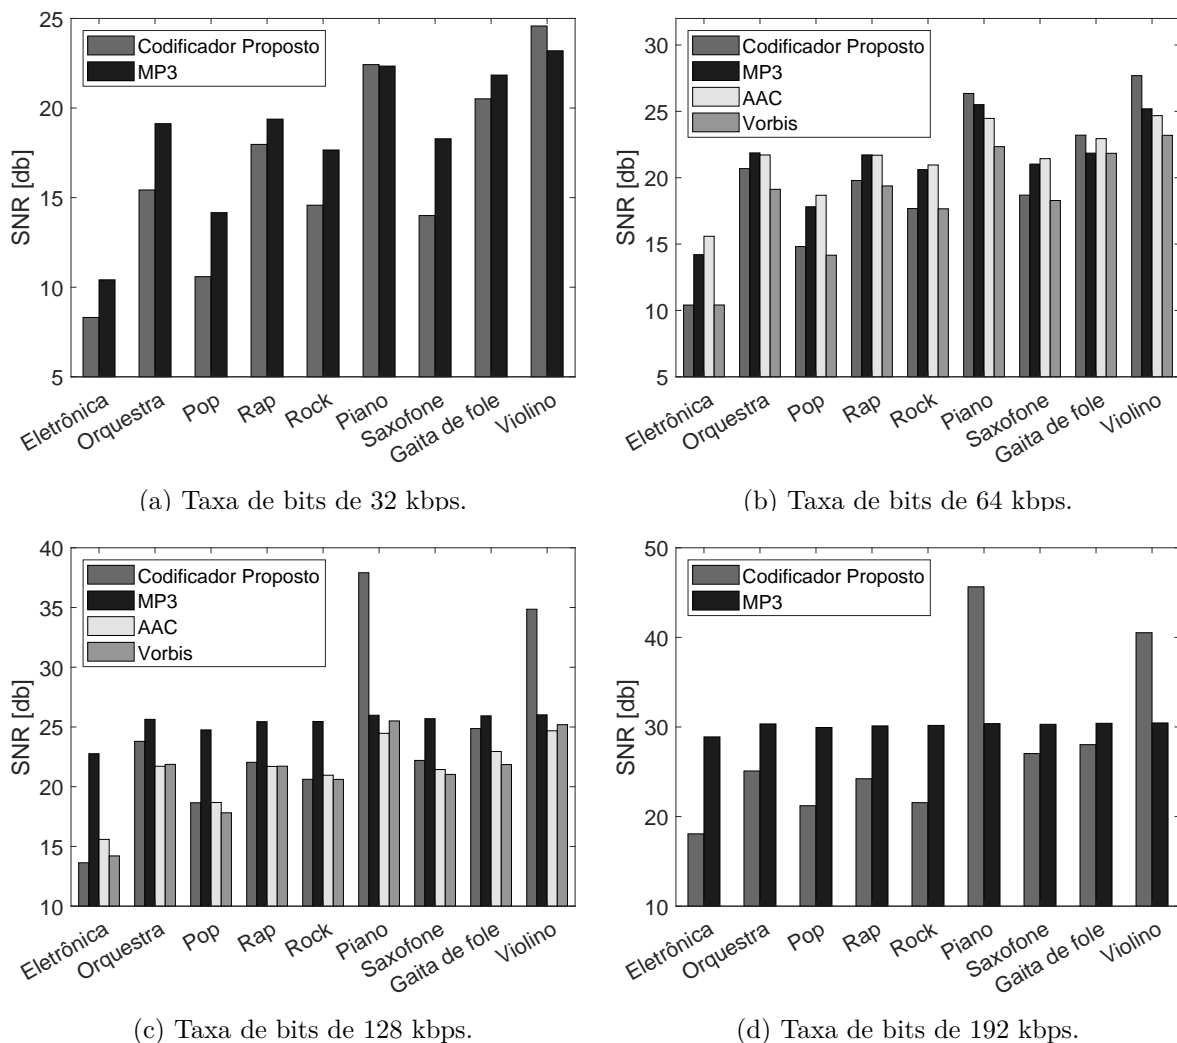 25
20
15
10
5
SNR [db]
Codificador Proposto
MP3
Eletrônica
Orquestra
Pop
Rap
Rock
Piano
Saxofone
Gaita de fole
Violino
(a) Taxa de bits de 32 kbps.
30
25
20
15
10
5
SNR [db]
Codificador Proposto
MP3
AAC
Vorbis
Eletrônica
Orquestra
Pop
Rap
Rock
Piano
Saxofone
Gaita de fole
Violino
(b) Taxa de bits de 64 kbps.
40
35
30
25
20
15
10
SNR [db]
Codificador Proposto
MP3
AAC
Vorbis
Eletrônica
Orquestra
Pop
Rap
Rock
Piano
Saxofone
Gaita de fole
Violino
(c) Taxa de bits de 128 kbps.
50
40
30
20
10
SNR [db]
Codificador Proposto
MP3
Eletrônica
Orquestra
Pop
Rap
Rock
Piano
Saxofone
Gaita de fole
Violino
(d) Taxa de bits de 192 kbps.